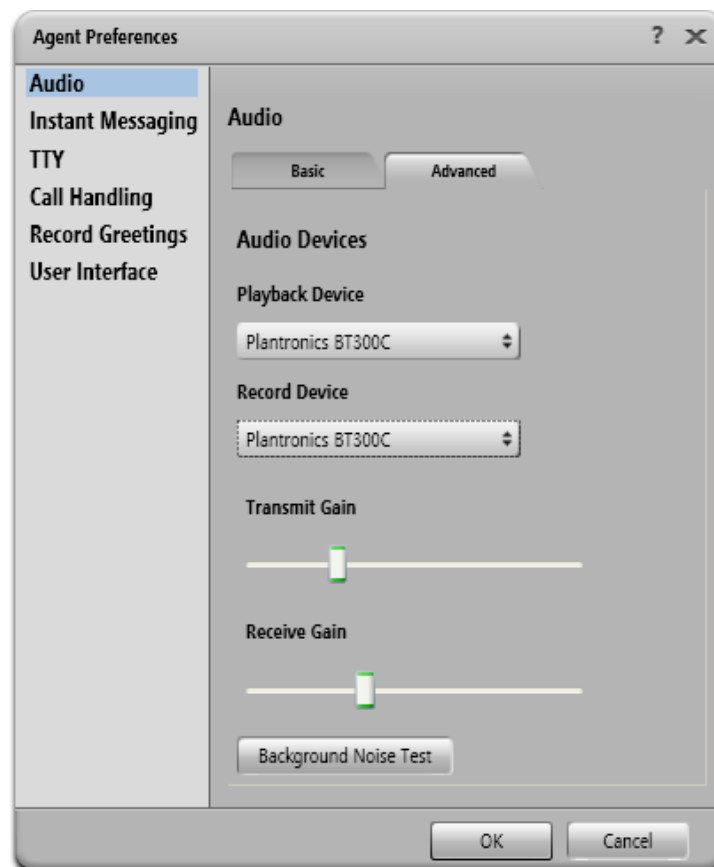 Agent Preferences ?
Audio
Instant Messaging
TTY
Call Handling
Record Greetings
User Interface
Audio
Basic Advanced
Audio Devices
Playback Device
Plantronics BT300C
Record Device
Plantronics BT300C
Transmit Gain
Receive Gain
Background Noise Test
OK Cancel